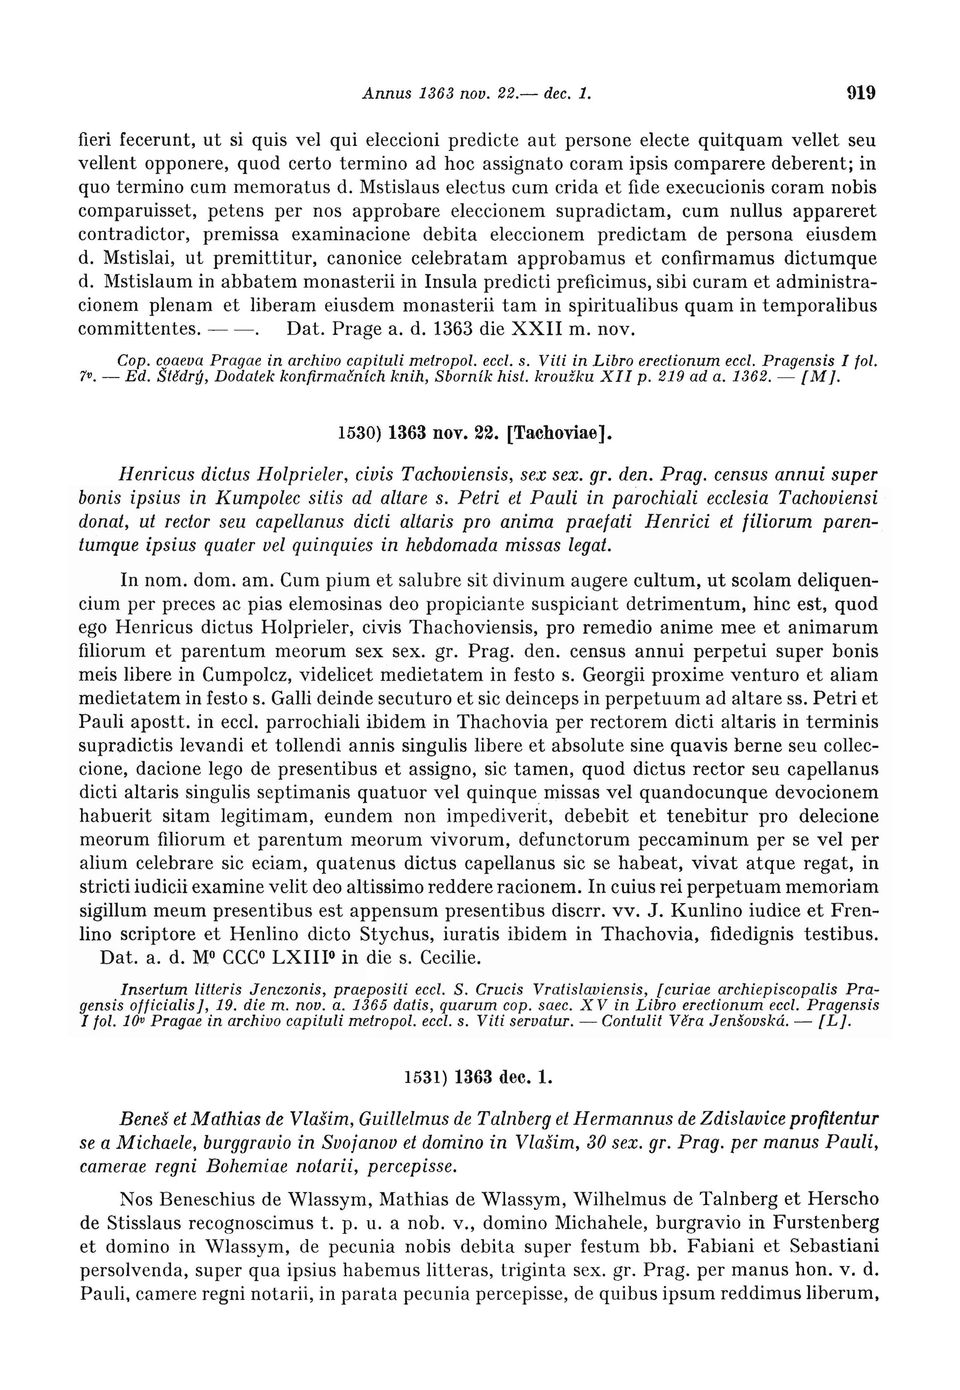 Annus 1363 nov. 22.— dec. 1. 919
fieri fecerunt, ut si quis vel qui eleccioni predicte aut persone electe quitquam vellet seu
vellent opponere, quod certo termino ad hoc assignato coram ipsis comparere deberent; in
quo termino cum memoratus d. Mstislaus electus cum crida et fide execucionis coram nobis
comparuisset, petens per nos approbare eleccionem supradictam, cum nullus appareret
contradictor, premissa examinacione debita eleccionem predictam de persona eiusdem
d. Mstislai, ut premittitur, canonice celebratam approbamus et confirmamus dictumque
d. Mstislaum in abbatem monasterii in Insula predicti preficimus, sibi curam et administra-
cionem plenam et liberam eiusdem monasterii tam in spiritualibus quam in temporalibus
committentes. — —. Dat. Prage a. d. 1363 die XXII m. nov.
Cop. coaeva Pragae in archivo capituli metropol. eccl. s. Viti in Libro erectionum eccl. Pragensis I fol.
7v. — Ed. Štědrý, Dodatek konfirmačních knih, Sborník hist. kroužku XII p. 219 ad a. 1362. — [M].
1530) 1363 nov. 22. [Tachoviae].
Henricus dictus Holprieler, civis Tachoviensis, sex sex. gr. den. Prag. census annui super
bonis ipsius in Kumpolec sitis ad altare s. Petri et Pauli in parochiali ecclesia Tachoviensi
donat, ut rector seu capellanus dicti altaris pro anima praefati Henrici et filiorum paren-
tumque ipsius quater vel quinquies in hebdomada missas legat.
In nom. dom. am. Cum pium et salubre sit divinum augere cultum, ut scolam deliquen-
cium per preces ac pias elemosinas deo propiciante suspiciant detrimentum, hinc est, quod
ego Henricus dictus Holprieler, civis Thachoviensis, pro remedio anime mee et animarum
filiorum et parentum meorum sex sex. gr. Prag. den. census annui perpetui super bonis
meis libere in Cumpolcz, videlicet medietatem in festo s. Georgii proxime venturo et aliam
medietatem in festo s. Galli deinde secuturo et sic deinceps in perpetuum ad altare ss. Petri et
Pauli apostt. in eccl. parrochiali ibidem in Thachovia per rectorem dicti altaris in terminis
supradictis levandi et tollendi annis singulis libere et absolute sine quavis berne seu collec-
cione, dacione lego de presentibus et assigno, sic tamen, quod dictus rector seu capellanus
dicti altaris singulis septimanis quatuor vel quinque missas vel quandocunque devocionem
habuerit sitam legitimam, eundem non impediverit, debebit et tenebitur pro delecione
meorum filiorum et parentum meorum vivorum, defunctorum peccaminum per se vel per
alium celebrare sic eciam, quatenus dictus capellanus sic se habeat, vivat atque regat, in
stricti iudicii examine velit deo altissimo reddere racionem. In cuius rei perpetuam memoriam
sigillum meum presentibus est appensum presentibus discrr. vv. J. Kunlino iudice et Fren-
lino scriptore et Henlino dicto Stychus, iuratis ibidem in Thachovia, fidedignis testibus.
Dat. a. d. Mº CCCº LXIIIº in die s. Cecilie.
Insertum litteris Jenczonis, praepositi eccl. S. Crucis Vratislaviensis, [curiae archiepiscopalis Pra-
gensis officialis], 19. die m. nov. a. 1365 datis, quarum cop. saec. XV in Libro erectionum eccl. Pragensis
I fol. 10v Pragae in archivo capituli metropol. eccl. s. Viti servatur. — Contulit Věra Jenšovská. — [L].
1531) 1363 dec. 1.
Beneš et Mathias de Vlašim, Guillelmus de Talnberg et Hermannus de Zdislavice profitentur
se a Michaele, burggravio in Svojanov et domino in Vlašim, 30 sex. gr. Prag. per manus Pauli,
camerae regni Bohemiae notarii, percepisse.
Nos Beneschius de Wlassym, Mathias de Wlassym, Wilhelmus de Talnberg et Herscho
de Stisslaus recognoscimus t. p. u. a nob. v., domino Michahele, burgravio in Furstenberg
et domino in Wlassym, de pecunia nobis debita super festum bb. Fabiani et Sebastiani
persolvenda, super qua ipsius habemus litteras, triginta sex. gr. Prag. per manus hon. v. d.
Pauli, camere regni notarii, in parata pecunia percepisse, de quibus ipsum reddimus liberum,